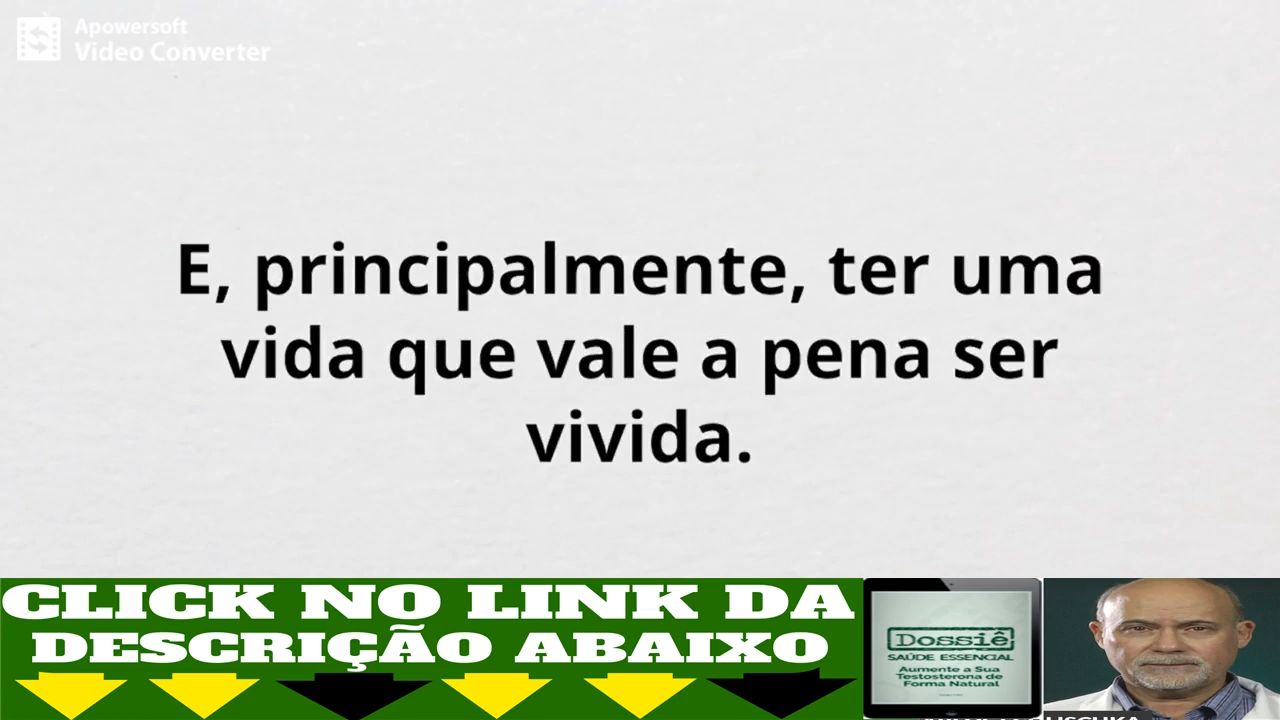 Apowersoft
Video Converter
E, principalmente, ter uma
vida que vale a pena ser
vivida.
CLICK NO LINK DA
DESCRIÇÃO ABAIXO
Dossiê
SAÚDE ESSENCIAL
Aumente a Sua
Testosterona de
Forma Natural